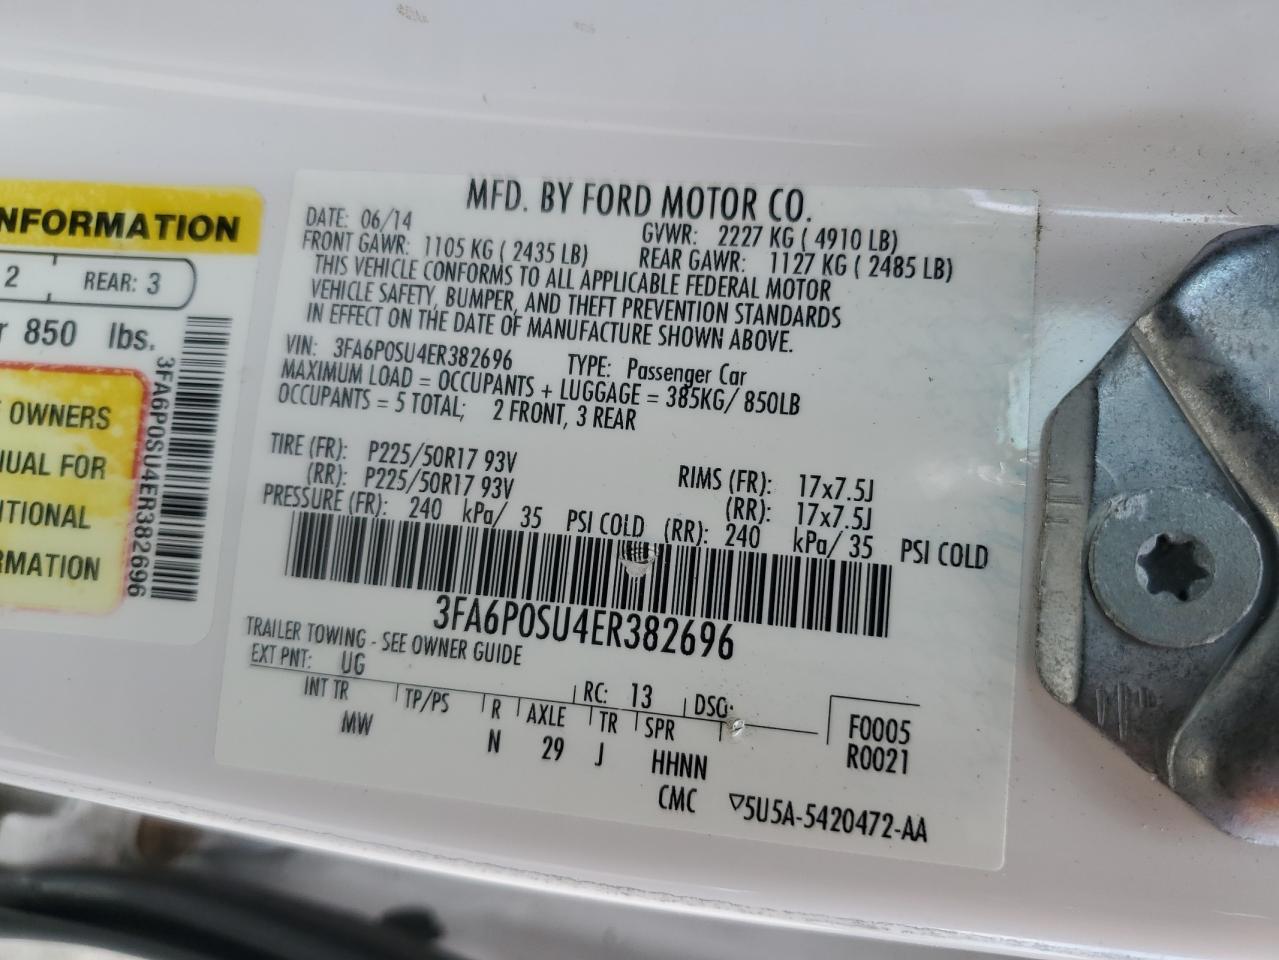 NFORMATION
2 REAR: 3
850 lbs.
OWNERS
UAL FOR
ITIONAL
RMATION
3FA6P0SU4ER382696
MFD. BY FORD MOTOR CO.
DATE: 06/14 GVWR: 2227 KG ( 4910 LB)
FRONT GAWR: 1105 KG ( 2435 LB) REAR GAWR: 1127 KG ( 2485 LB)
THIS VEHICLE CONFORMS TO ALL APPLICABLE FEDERAL MOTOR
VEHICLE SAFETY, BUMPER, AND THEFT PREVENTION STANDARDS
IN EFFECT ON THE DATE OF MANUFACTURE SHOWN ABOVE.
VIN: 3FA6P0SU4ER382696 TYPE: Passenger Car
MAXIMUM LOAD = OCCUPANTS + LUGGAGE = 385KG/ 850LB
OCCUPANTS = 5 TOTAL; 2 FRONT, 3 REAR
TIRE (FR): P225/50R17 93V RIMS (FR): 17x7.5J
(RR): P225/50R17 93V (RR): 17x7.5J
PRESSURE (FR): 240 kPa/ 35 PSI COLD (RR): 240 kPa/ 35 PSI COLD
3FA6P0SU4ER382696
TRAILER TOWING - SEE OWNER GUIDE
EXT PNT: UG RC: 13 DSO:
INT TR TP/PS R AXLE TR SPR F0005
MW N 29 J HHNN R0021
CMC ▽5U5A-5420472-AA